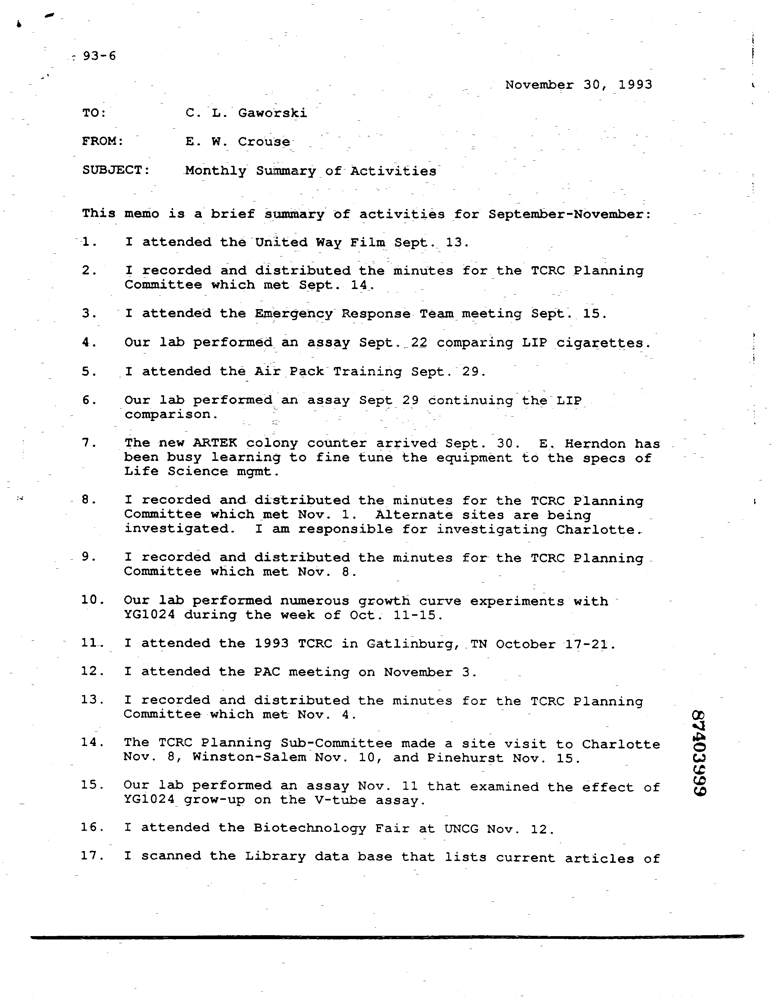 93-6
November 30, 1993
TO: C. L. Gaworski
FROM: E. W. Crouse
SUBJECT: Monthly Summary of Activities
This memo is a brief summary of activities for September-November:
1. I attended the United Way Film Sept. 13.
2. I recorded and distributed the minutes for the TCRC Planning
Committee which met Sept. 14.
3. I attended the Emergency Response Team meeting Sept. 15.
4. Our lab performed an assay Sept. 22 comparing LIP cigarettes.
5. I attended the Air Pack Training Sept. 29.
6. Our lab performed an assay Sept 29 continuing the LIP
comparison.
7. The new ARTEK colony counter arrived Sept. 30. E. Herndon has
been busy learning to fine tune the equipment to the specs of
Life Science mgmt.
8. I recorded and distributed the minutes for the TCRC Planning
Committee which met Nov. 1. Alternate sites are being
investigated. I am responsible for investigating Charlotte.
9. I recorded and distributed the minutes for the TCRC Planning
Committee which met Nov. 8.
10. Our lab performed numerous growth curve experiments with
YG1024 during the week of Oct. 11-15.
11. I attended the 1993 TCRC in Gatlinburg, TN October 17-21.
12. I attended the PAC meeting on November 3.
13. I recorded and distributed the minutes for the TCRC Planning
Committee which met Nov. 4.
14. The TCRC Planning Sub-Committee made a site visit to Charlotte
Nov. 8, Winston-Salem Nov. 10, and Pinehurst Nov. 15.
15. Our lab performed an assay Nov. 11 that examined the effect of
YG1024 grow-up on the V-tube assay.
16. I attended the Biotechnology Fair at UNCG Nov. 12.
17. I scanned the Library data base that lists current articles of
87403999